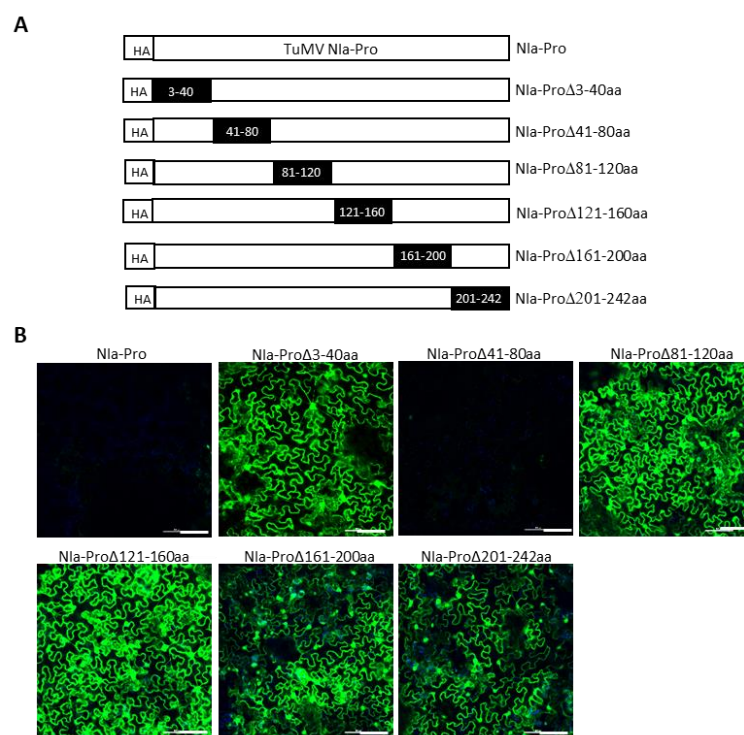 A
HA TuMV NIa-Pro NIa-Pro
HA 3-40 NIa-ProΔ3-40aa
HA 41-80 NIa-ProΔ41-80aa
HA 81-120 NIa-ProΔ81-120aa
HA 121-160 NIa-ProΔ121-160aa
HA 161-200 NIa-ProΔ161-200aa
HA 201-242 NIa-ProΔ201-242aa
B
NIa-Pro NIa-ProΔ3-40aa NIa-ProΔ41-80aa NIa-ProΔ81-120aa
NIa-ProΔ121-160aa NIa-ProΔ161-200aa NIa-ProΔ201-242aa